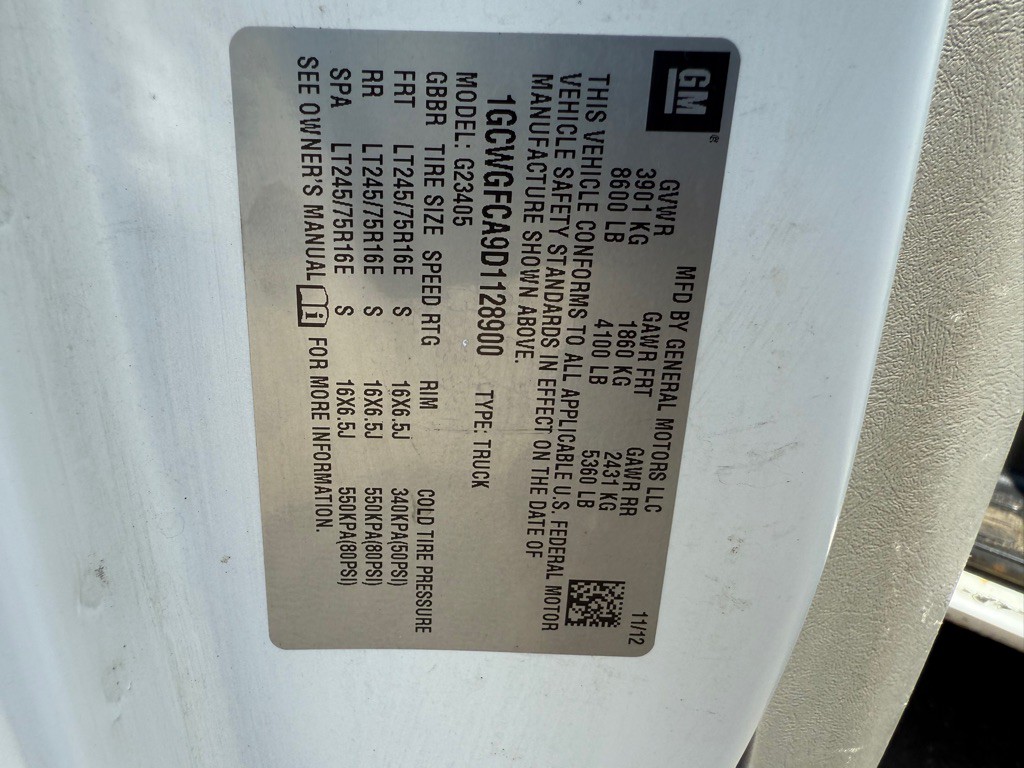 GM®
MFD BY GENERAL MOTORS LLC 11/12
GVWR GAWR FRT GAWR RR
3901 KG 1860 KG 2431 KG
8600 LB 4100 LB 5360 LB
THIS VEHICLE CONFORMS TO ALL APPLICABLE U.S. FEDERAL MOTOR
VEHICLE SAFETY STANDARDS IN EFFECT ON THE DATE OF
MANUFACTURE SHOWN ABOVE.
1GCWGFCA9D1128900 TYPE: TRUCK
MODEL: G23405
GBBR TIRE SIZE SPEED RTG RIM COLD TIRE PRESSURE
FRT LT245/75R16E S 16X6.5J 340KPA(50PSI)
RR LT245/75R16E S 16X6.5J 550KPA(80PSI)
SPA LT245/75R16E S 16X6.5J 550KPA(80PSI)
SEE OWNER'S MANUAL i FOR MORE INFORMATION.